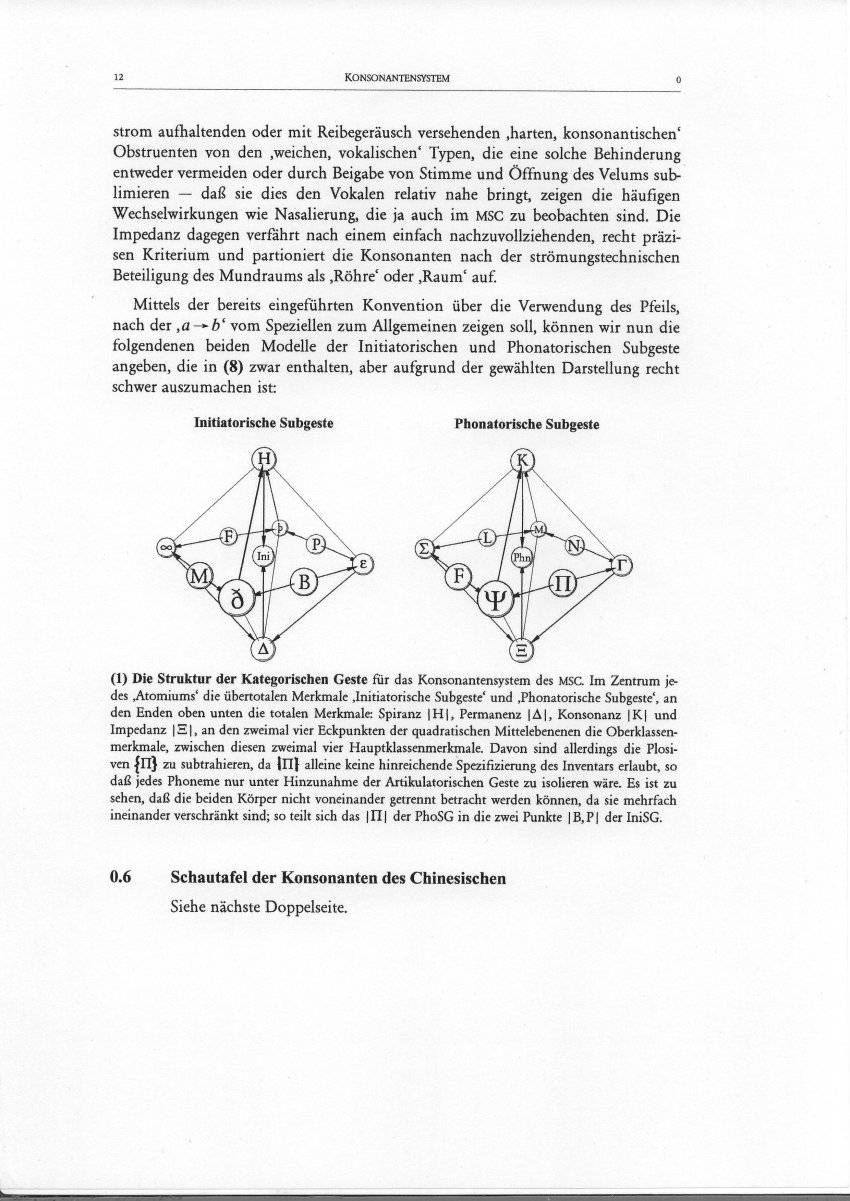 12 KONSONANTENSYSTEM 0
strom aufhaltenden oder mit Reibegeräusch versehenden ‚harten, konsonantischen‘
Obstruenten von den ‚weichen, vokalischen‘ Typen, die eine solche Behinderung
entweder vermeiden oder durch Beigabe von Stimme und Öffnung des Velums sub-
limieren — daß sie dies den Vokalen relativ nahe bringt, zeigen die häufigen
Wechselwirkungen wie Nasalierung, die ja auch im MSC zu beobachten sind. Die
Impedanz dagegen verfährt nach einem einfach nachzuvollziehenden, recht präzi-
sen Kriterium und partioniert die Konsonanten nach der strömungstechnischen
Beteiligung des Mundraums als ‚Röhre‘ oder ‚Raum‘ auf.
Mittels der bereits eingeführten Konvention über die Verwendung des Pfeils,
nach der ‚a → b‘ vom Speziellen zum Allgemeinen zeigen soll, können wir nun die
folgendenen beiden Modelle der Initiatorischen und Phonatorischen Subgeste
angeben, die in (8) zwar enthalten, aber aufgrund der gewählten Darstellung recht
schwer auszumachen ist:
Initiatorische Subgeste
H
F
þ
∞
Ini
P
ε
M
ð
B
Δ
Phonatorische Subgeste
K
L
M
Σ
Phn
N
Γ
F
Ψ
Π
Ξ
(1) Die Struktur der Kategorischen Geste für das Konsonantensystem des MSC. Im Zentrum je-
des ‚Atomiums‘ die übertotalen Merkmale ‚Initiatorische Subgeste‘ und ‚Phonatorische Subgeste‘, an
den Enden oben unten die totalen Merkmale: Spiranz |H|, Permanenz |Δ|, Konsonanz |K| und
Impedanz |Ξ|, an den zweimal vier Eckpunkten der quadratischen Mittelebenenen die Oberklassen-
merkmale, zwischen diesen zweimal vier Hauptklassenmerkmale. Davon sind allerdings die Plosi-
ven {Π} zu subtrahieren, da {Π} alleine keine hinreichende Spezifizierung des Inventars erlaubt, so
daß jedes Phoneme nur unter Hinzunahme der Artikulatorischen Geste zu isolieren wäre. Es ist zu
sehen, daß die beiden Körper nicht voneinander getrennt betracht werden können, da sie mehrfach
ineinander verschränkt sind; so teilt sich das |Π| der PhoSG in die zwei Punkte |B,P| der IniSG.
0.6 Schautafel der Konsonanten des Chinesischen
Siehe nächste Doppelseite.